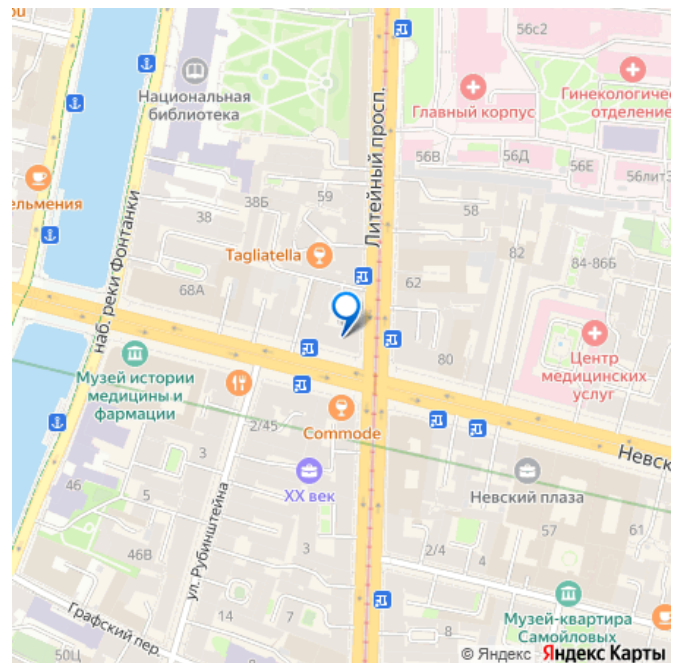 ou
56с2
Национальная
библиотека
Литейный просп.
Главный корпус
Гинекологичес
отделение
56В
56Д
56Е
56лит3
ельмения
наб. реки Фонтанки
38
38Б
59
58
Tagliatella
82
84-86Б
68А
62
80
Центр
медицинских
услуг
Музей истории
медицины и
фармации
2/45
Commode
Невск
XX век
Невский плаза
46
5
3
57
61
46В
ул. Рубинштейна
3
4
2/4
Графский пер.
14
7
8
Музей-квартира
Самойловых
50Ц
© Яндекс
Яндекс Карты